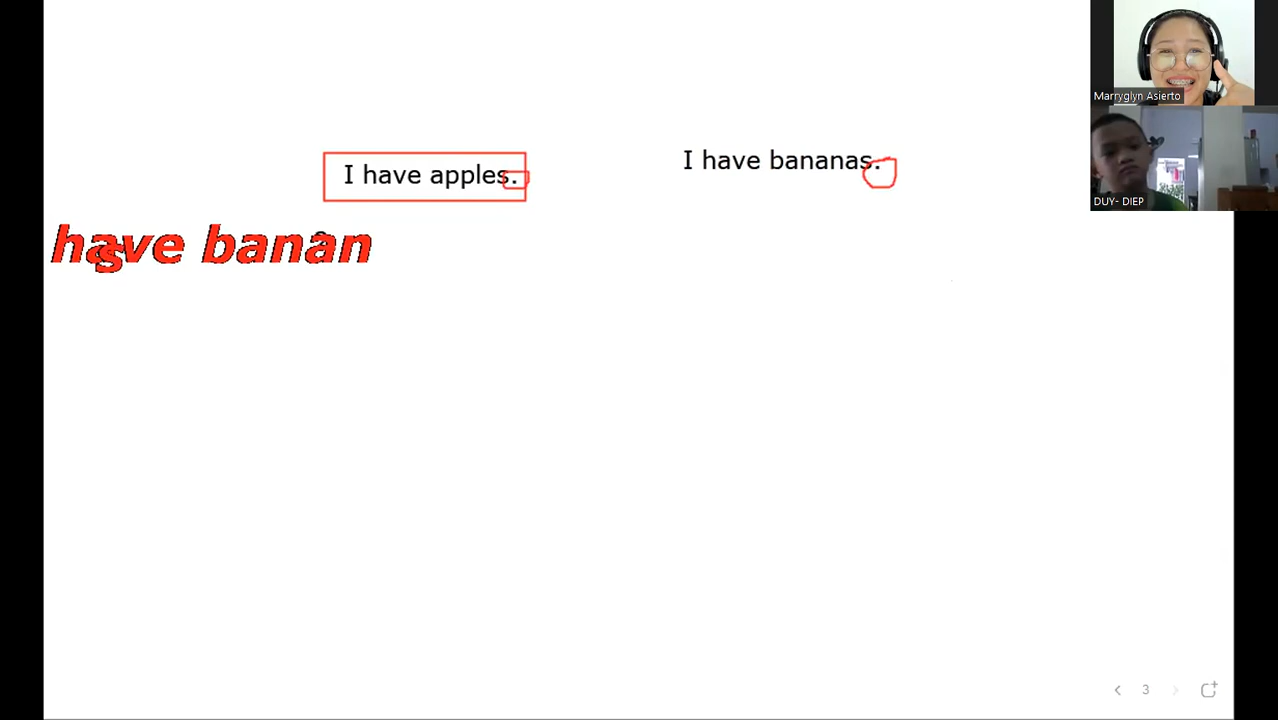 Marryglyn Asierto
I have apples.
I have bananas.
DUY- DIEP
have banan
s
3